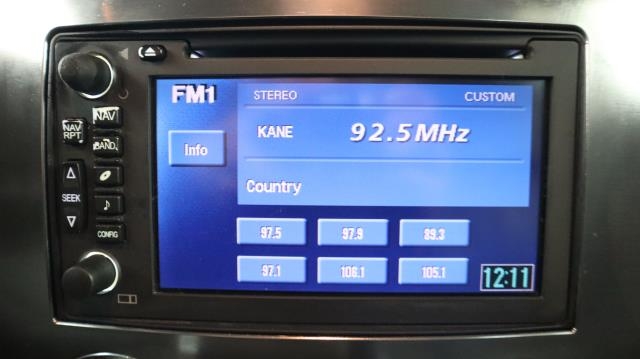 FM1
STEREO CUSTOM
KANE 92.5MHz
Info
Country
97.5 97.9 89.3
97.1 106.1 105.1
12:11
NAV
NAV RPT
BAND
SEEK
CONFIG